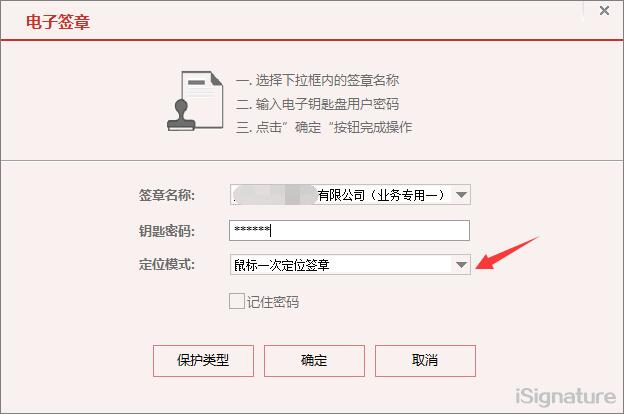 电子签章
一. 选择下拉框内的签章名称
二. 输入电子钥匙盘用户密码
三. 点击”确定“按钮完成操作
签章名称: 有限公司（业务专用一）
钥匙密码: ******
定位模式: 鼠标一次定位签章
记住密码
保护类型 确定 取消
iSignature